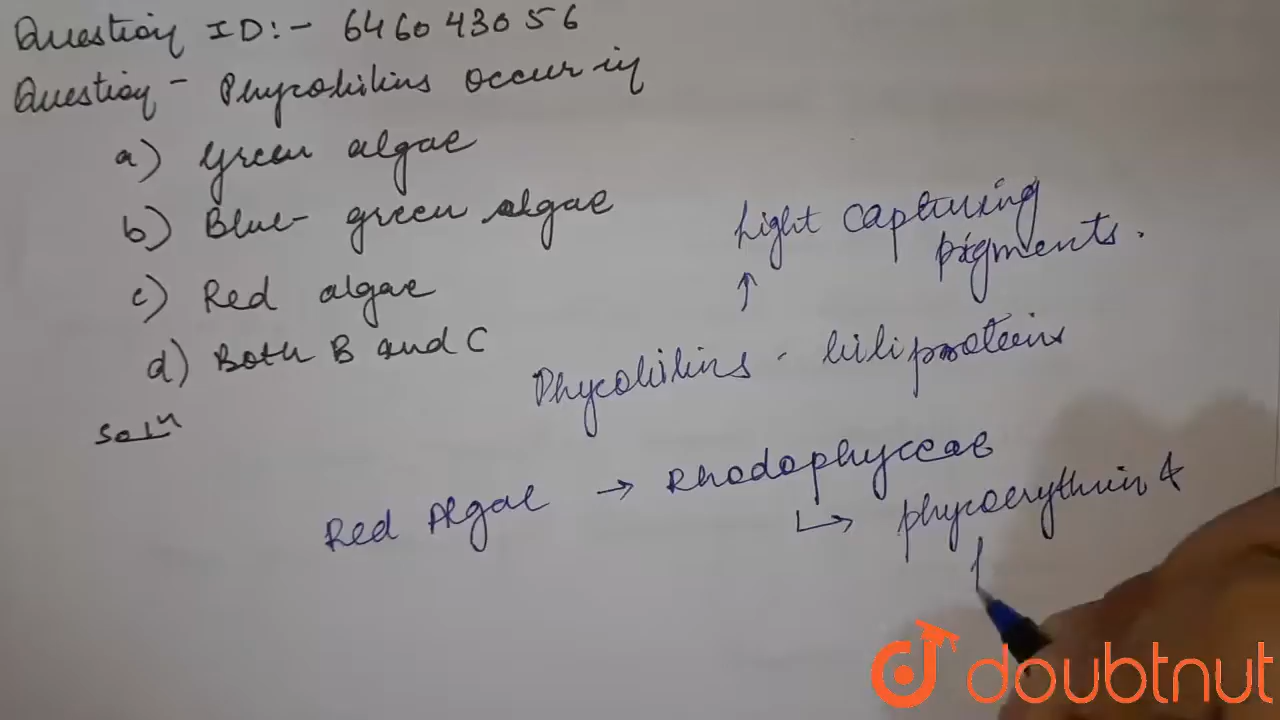 Question ID:- 646043056
Question - Phycobilins occur in
a) Green algae
b) Blue- green algae
c) Red algae
d) Both B and C
Soln
Light capturing
pigments.
↑
Phycobilins - biliproteins
Red Algae → Rhodophyceae
↳ phycoerythrin &
doubtnut